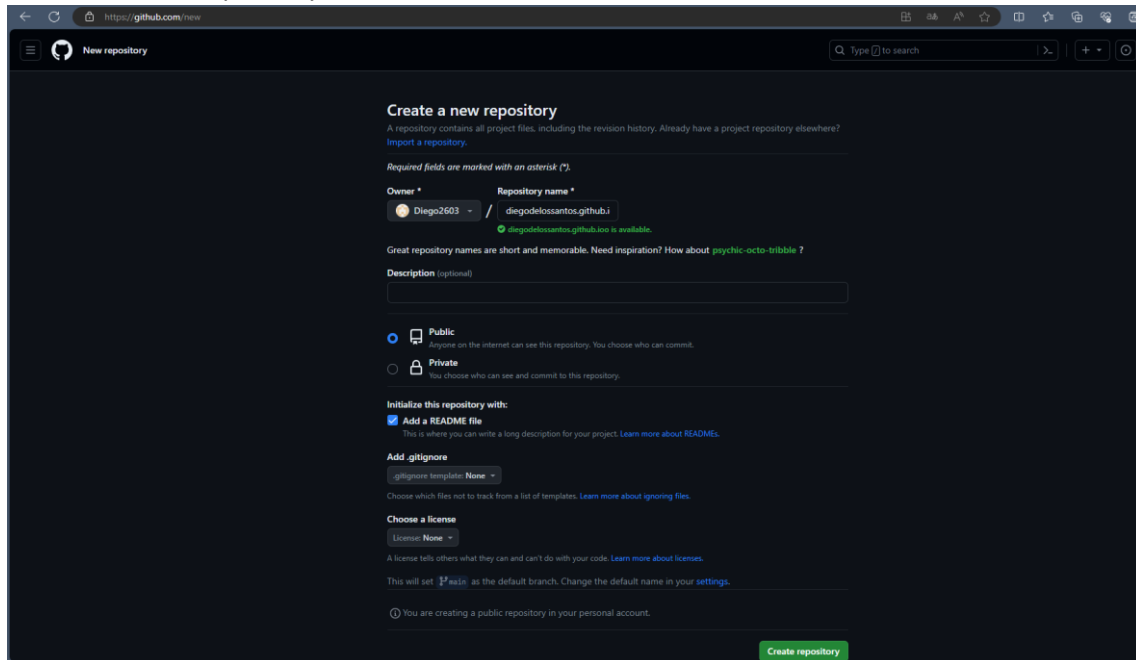 https://github.com/new
New repository
Type / to search
Create a new repository
A repository contains all project files, including the revision history. Already have a project repository elsewhere?
Import a repository.
Required fields are marked with an asterisk (*).
Owner * Repository name *
Diego2603 / diegodelossantos.github.i
diegodelossantos.github.ioo is available.
Great repository names are short and memorable. Need inspiration? How about psychic-octo-tribble ?
Description (optional)
Public
Anyone on the internet can see this repository. You choose who can commit.
Private
You choose who can see and commit to this repository.
Initialize this repository with:
Add a README file
This is where you can write a long description for your project. Learn more about READMEs.
Add .gitignore
.gitignore template: None
Choose which files not to track from a list of templates. Learn more about ignoring files.
Choose a license
License: None
A license tells others what they can and can't do with your code. Learn more about licenses.
This will set main as the default branch. Change the default name in your settings.
You are creating a public repository in your personal account.
Create repository